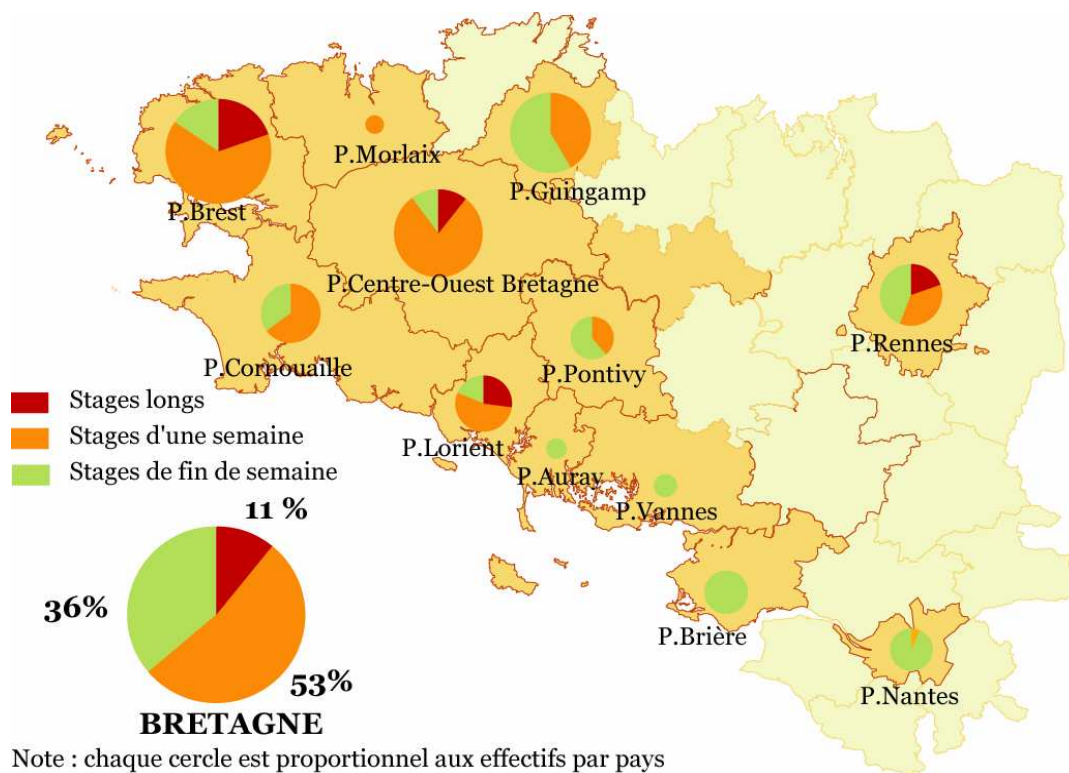 P.Morlaix
P.Guingamp
P.Brest
P.Centre-Ouest Bretagne
P.Rennes
P.Cornouaille
P.Pontivy
Stages longs
Stages d'une semaine
P.Lorient
Stages de fin de semaine
P.Auray
P.Vannes
11 %
36%
P.Brière
53%
P.Nantes
BRETAGNE
Note : chaque cercle est proportionnel aux effectifs par pays